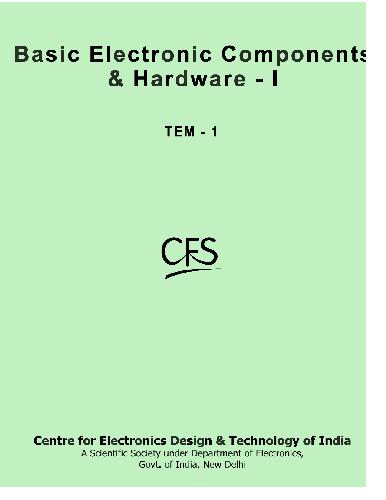 Basic Electronic Components
& Hardware - I
TEM - 1
CFS
Centre for Electronics Design & Technology of India
A Scientific Society under Department of Electronics,
Govt. of India, New Delhi